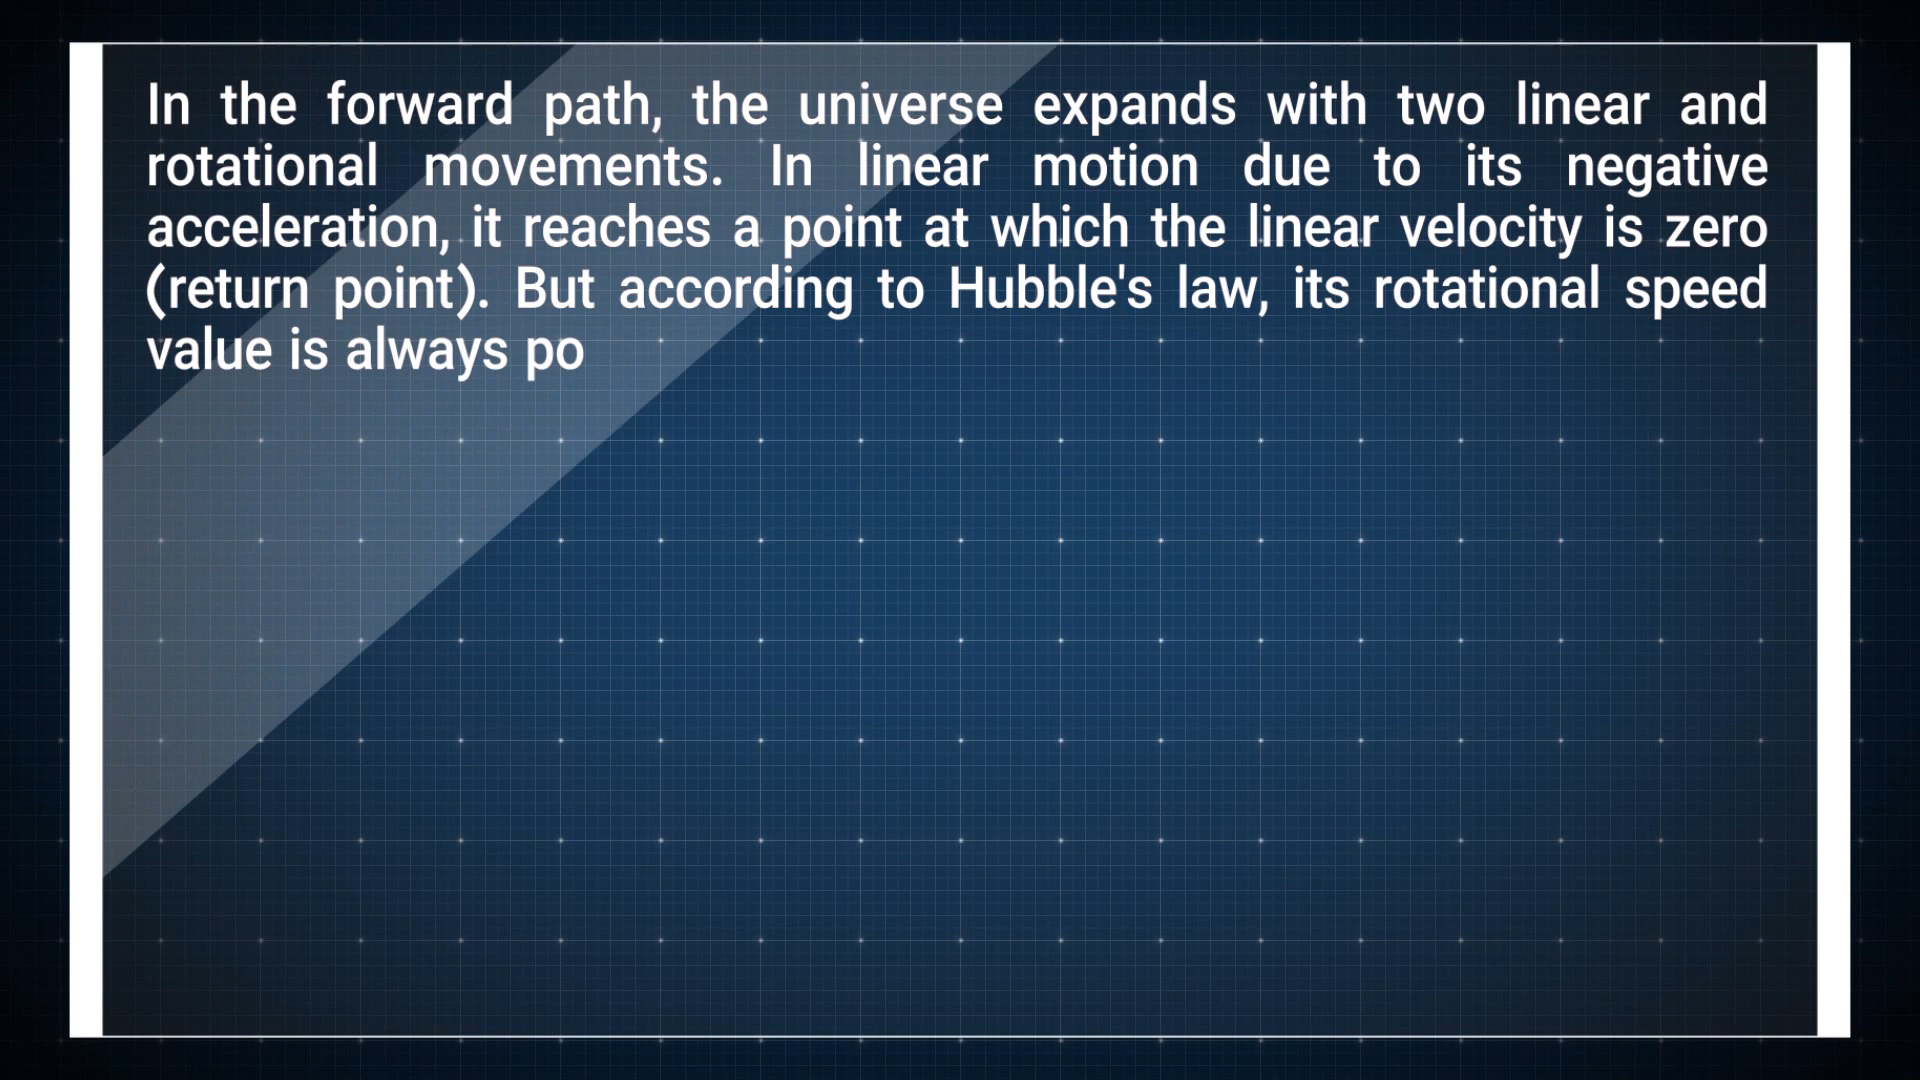 In the forward path, the universe expands with two linear and
rotational movements. In linear motion due to its negative
acceleration, it reaches a point at which the linear velocity is zero
(return point). But according to Hubble's law, its rotational speed
value is always po